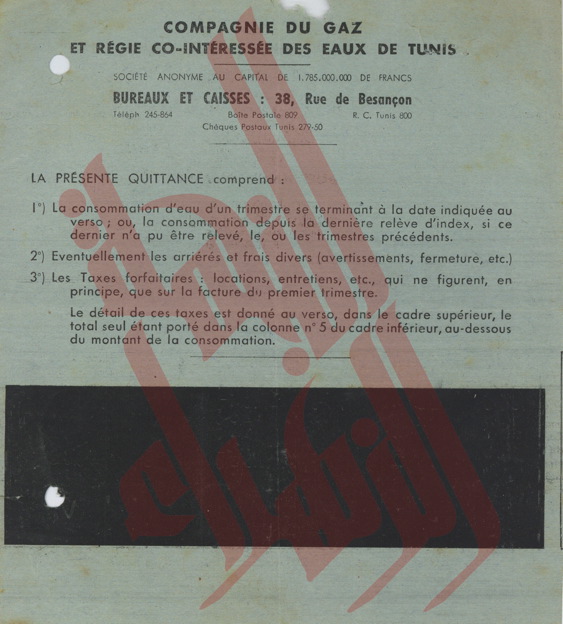 COMPAGNIE DU GAZ
ET RÉGIE CO-INTÉRESSÉE DES EAUX DE TUNIS
SOCIÉTÉ ANONYME AU CAPITAL DE 1.785.000.000 DE FRANCS
BUREAUX ET CAISSES : 38, Rue de Besançon
Téléph 245-864 Boîte Postale 809 R. C. Tunis 800
Chèques Postaux Tunis 279-50
LA PRÉSENTE QUITTANCE comprend :
1°) La consommation d'eau d'un trimestre se terminant à la date indiquée au
verso ; ou, la consommation depuis la dernière relève d'index, si ce
dernier n'a pu être relevé, le, ou les trimestres précédents.
2°) Eventuellement les arriérés et frais divers (avertissements, fermeture, etc.)
3°) Les Taxes forfaitaires : locations, entretiens, etc., qui ne figurent, en
principe, que sur la facture du premier trimestre.
Le détail de ces taxes est donné au verso, dans le cadre supérieur, le
total seul étant porté dans la colonne n° 5 du cadre inférieur, au-dessous
du montant de la consommation.